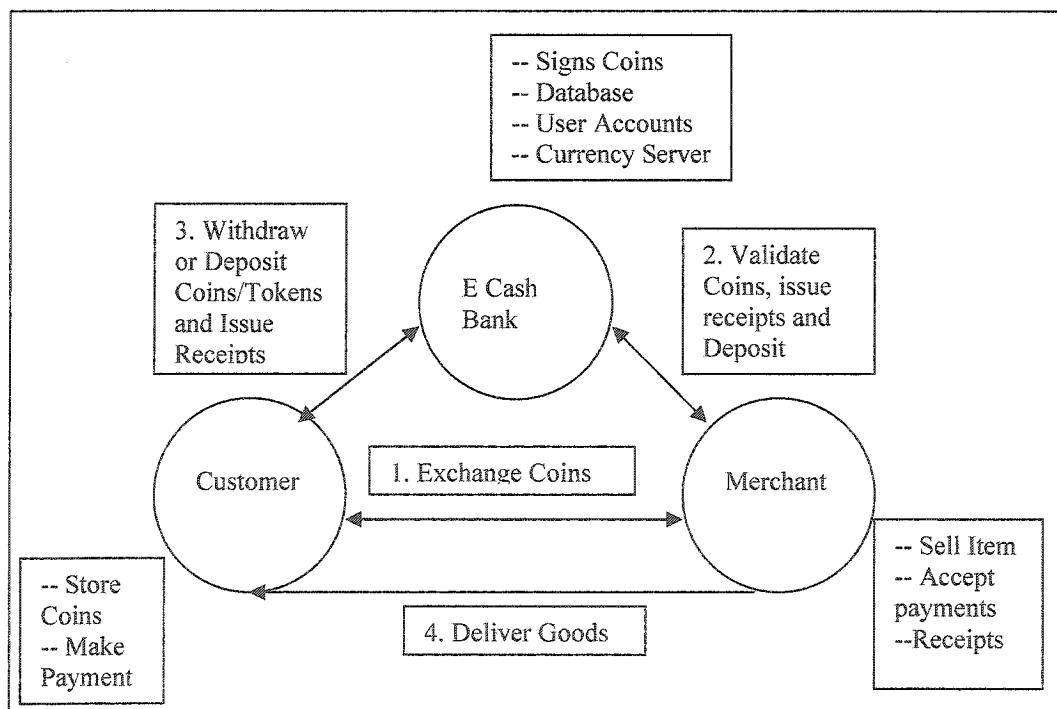 -- Signs Coins
-- Database
-- User Accounts
-- Currency Server
3. Withdraw
or Deposit
Coins/Tokens
and Issue
Receipts
E Cash
Bank
2. Validate
Coins, issue
receipts and
Deposit
Customer
1. Exchange Coins
Merchant
-- Store
Coins
-- Make
Payment
4. Deliver Goods
-- Sell Item
-- Accept
payments
--Receipts